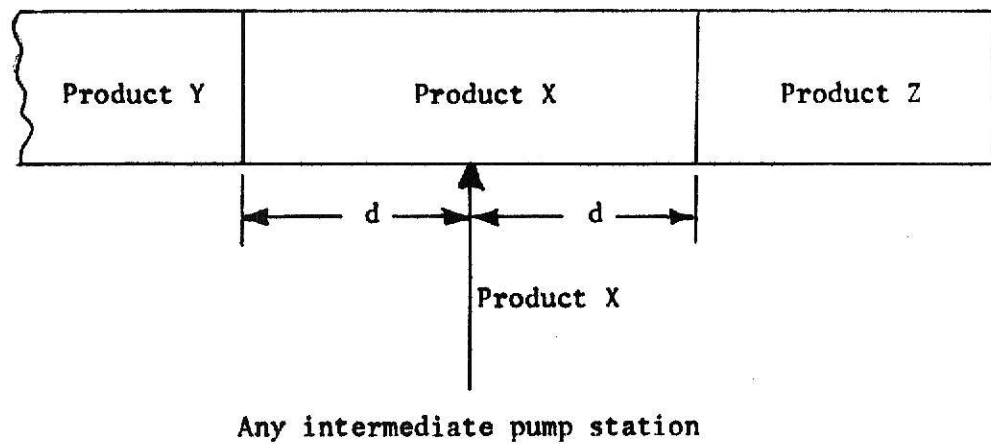 Product Y Product X Product Z
d d
Product X
Any intermediate pump station